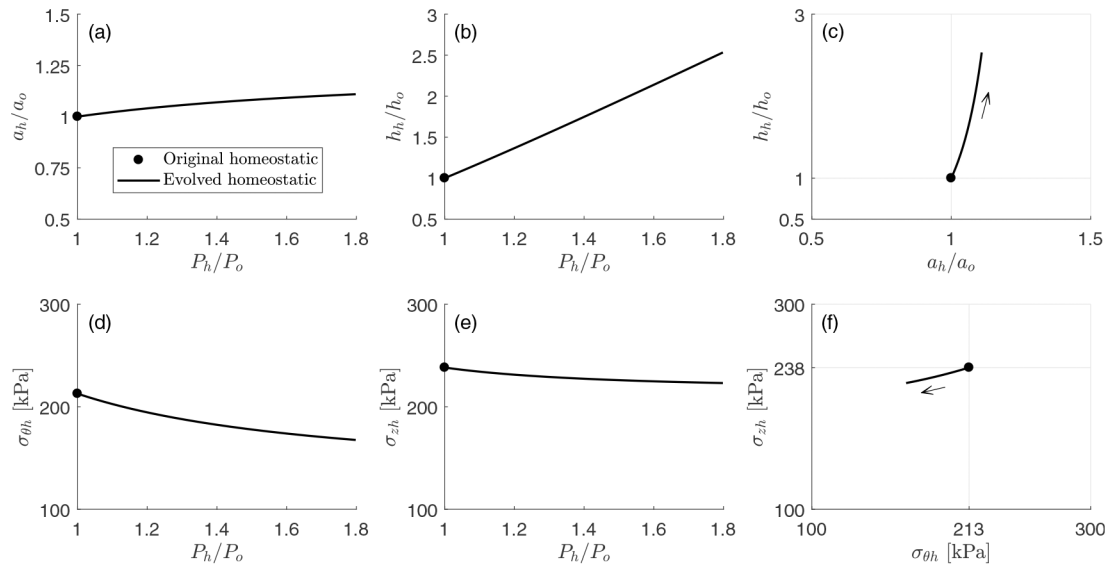 (a)
1.5
1.25
1
0.75
0.5
a_h/a_o
Original homeostatic
Evolved homeostatic
1 1.2 1.4 1.6 1.8
P_h/P_o
(b)
3
2.5
2
1.5
1
0.5
h_h/h_o
1 1.2 1.4 1.6 1.8
P_h/P_o
(c)
3
1
0.5
h_h/h_o
0.5 1 1.5
a_h/a_o
(d)
300
200
100
σ_θh [kPa]
1 1.2 1.4 1.6 1.8
P_h/P_o
(e)
300
200
100
σ_zh [kPa]
1 1.2 1.4 1.6 1.8
P_h/P_o
(f)
300
238
100
σ_zh [kPa]
100 213 300
σ_θh [kPa]